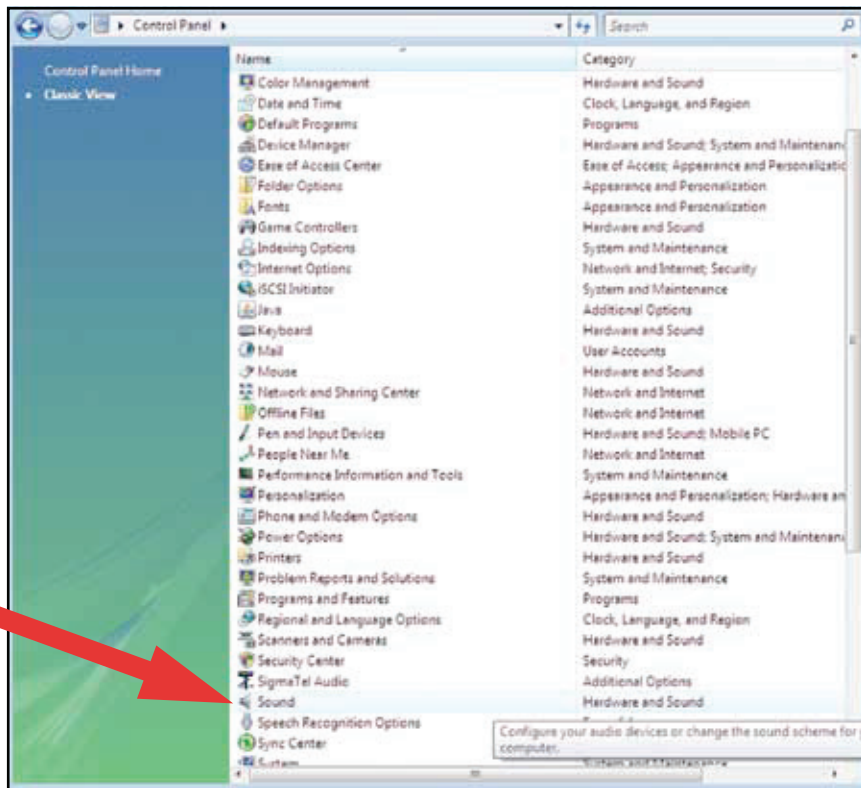 Control Panel
Search
Control Panel Home
Classic View
Name Category
Color Management Hardware and Sound
Date and Time Clock, Language, and Region
Default Programs Programs
Device Manager Hardware and Sound; System and Maintenan
Ease of Access Center Ease of Access; Appearance and Personalizatio
Folder Options Appearance and Personalization
Fonts Appearance and Personalization
Game Controllers Hardware and Sound
Indexing Options System and Maintenance
Internet Options Network and Internet; Security
iSCSI Initiator System and Maintenance
Java Additional Options
Keyboard Hardware and Sound
Mail User Accounts
Mouse Hardware and Sound
Network and Sharing Center Network and Internet
Offline Files Network and Internet
Pen and Input Devices Hardware and Sound; Mobile PC
People Near Me Network and Internet
Performance Information and Tools System and Maintenance
Personalization Appearance and Personalization; Hardware an
Phone and Modem Options Hardware and Sound
Power Options Hardware and Sound; System and Maintenan
Printers Hardware and Sound
Problem Reports and Solutions System and Maintenance
Programs and Features Programs
Regional and Language Options Clock, Language, and Region
Scanners and Cameras Hardware and Sound
Security Center Security
SigmaTel Audio Additional Options
Sound Hardware and Sound
Speech Recognition Options
Configure your audio devices or change the sound scheme for
Sync Center
computer.
System System and Maintenance